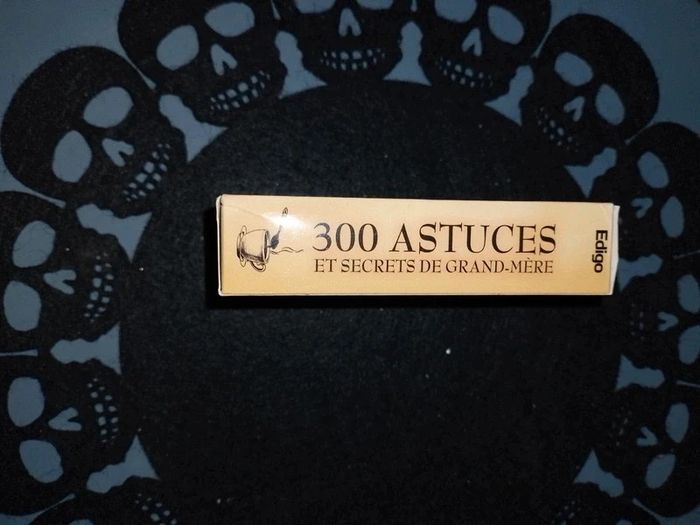 300 ASTUCES
ET SECRETS DE GRAND-MÈRE
Edigo